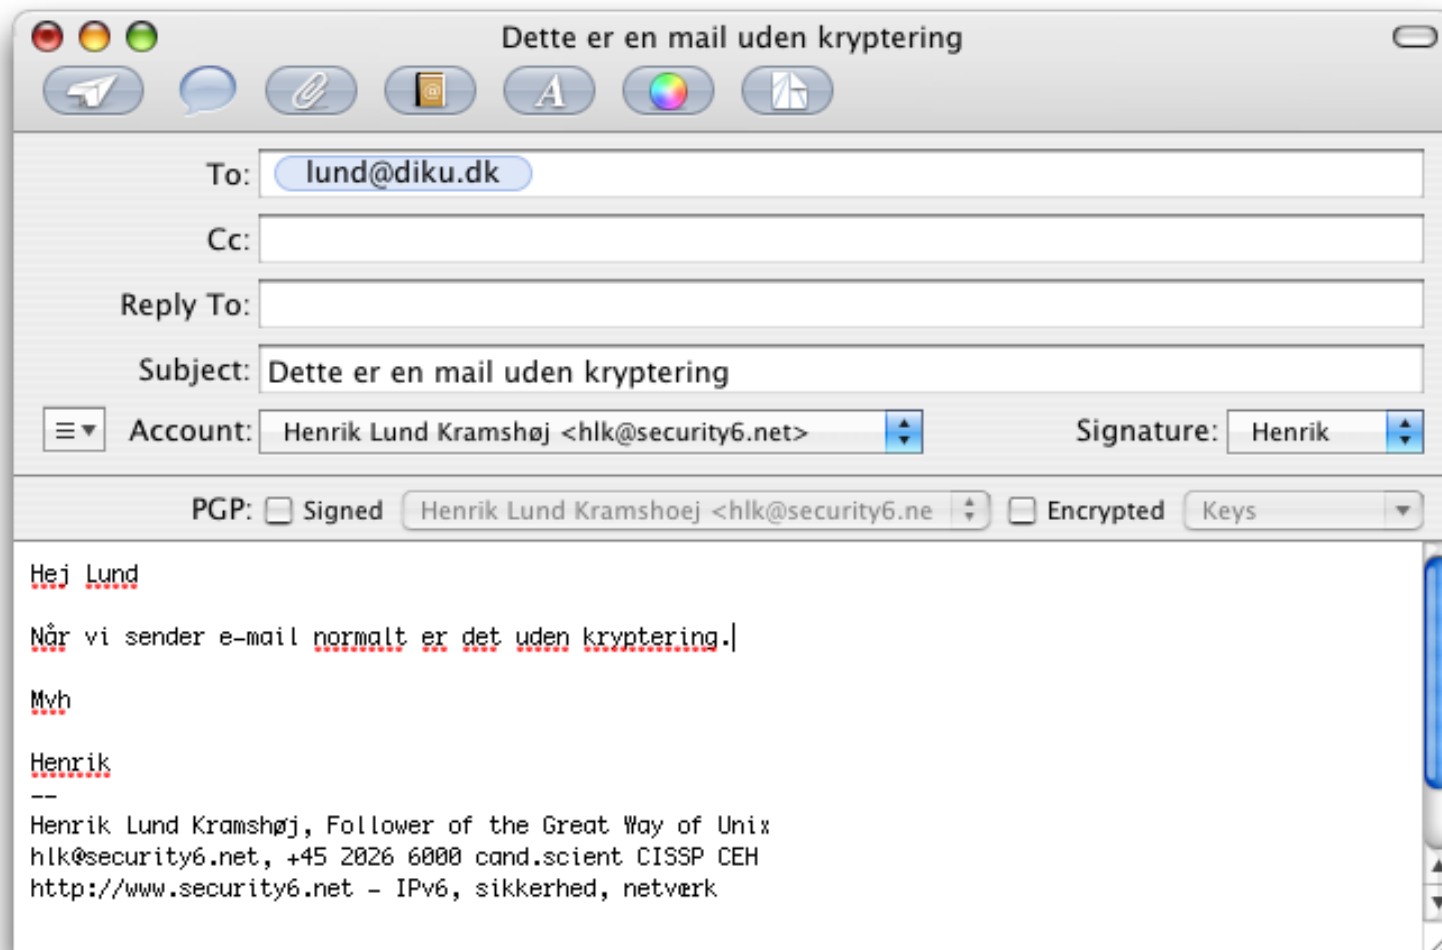 Dette er en mail uden kryptering
To: lund@diku.dk
Cc:
Reply To:
Subject: Dette er en mail uden kryptering
Account: Henrik Lund Kramshøj <hlk@security6.net> Signature: Henrik
PGP: Signed Henrik Lund Kramshoej <hlk@security6.ne Encrypted Keys
Hej Lund
Når vi sender e-mail normalt er det uden kryptering.
Mvh
Henrik
--
Henrik Lund Kramshøj, Follower of the Great Way of Unix
hlk@security6.net, +45 2026 6000 cand.scient CISSP CEH
http://www.security6.net - IPv6, sikkerhed, netværk